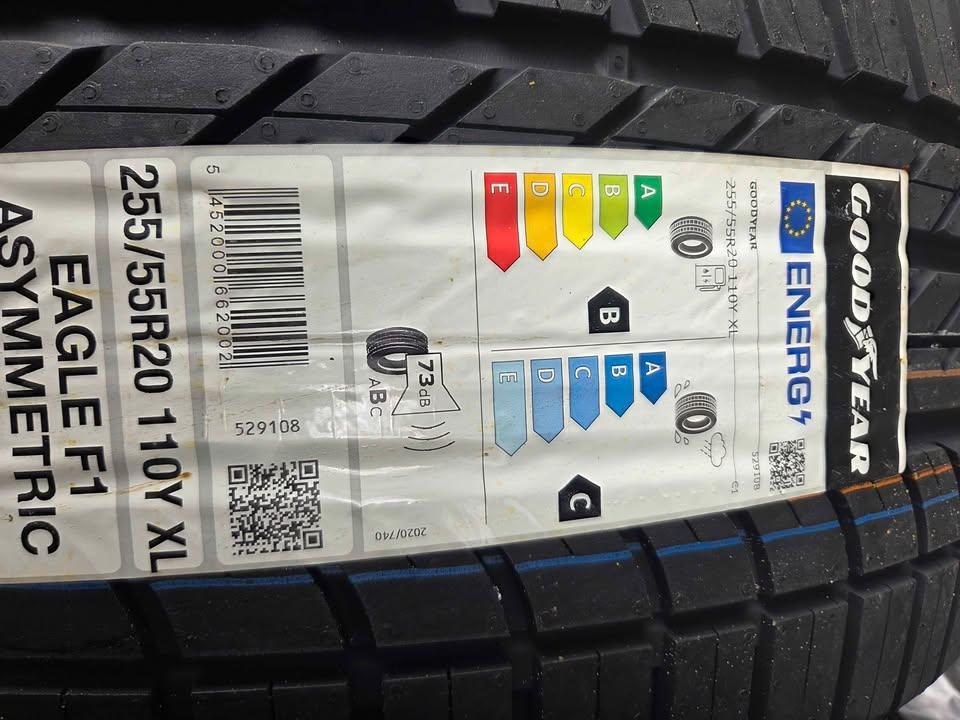 GOODYEAR
ENERG
GOODYEAR
529108
255/55R20 110Y XL
C1
A
B
C
D
E
B
A
B
C
D
E
C
73dB
ABC
2020/740
5 452000 662002
529108
255/55R20 110Y XL
EAGLE F1
ASYMMETRIC